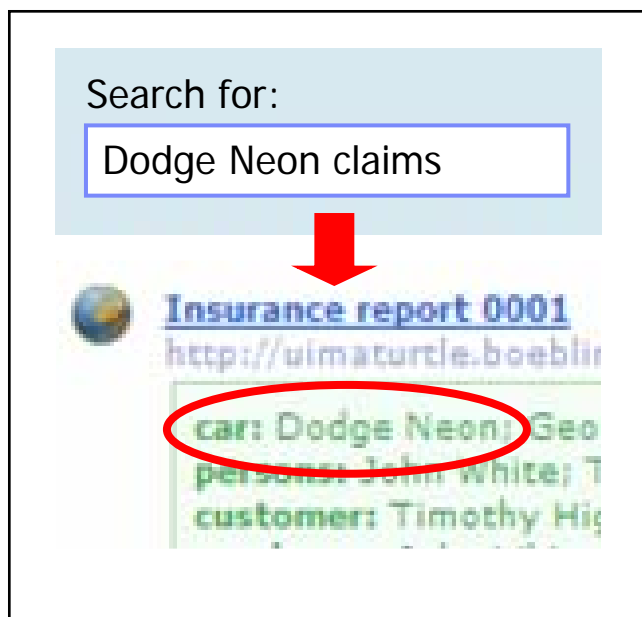 Search for:
Dodge Neon claims
Insurance report 0001
http://uimaturtle.boeblin
car: Dodge Neon; Geo
persons: John White; T
customer: Timothy Hig